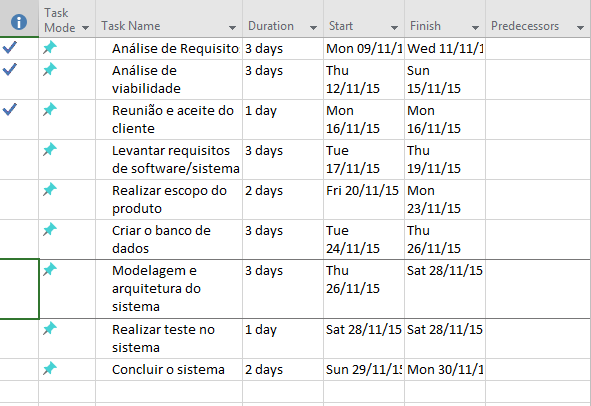 Task Mode Task Name Duration Start Finish Predecessors
Análise de Requisito 3 days Mon 09/11/1 Wed 11/11/1
Análise de 3 days Thu Sun
viabilidade 12/11/15 15/11/15
Reunião e aceite do 1 day Mon Mon
cliente 16/11/15 16/11/15
Levantar requisitos 3 days Tue Thu
de software/sistema 17/11/15 19/11/15
Realizar escopo do 2 days Fri 20/11/15 Mon
produto 23/11/15
Criar o banco de 3 days Tue Thu
dados 24/11/15 26/11/15
Modelagem e 3 days Thu Sat 28/11/15
arquitetura do 26/11/15
sistema
Realizar teste no 1 day Sat 28/11/15 Sat 28/11/15
sistema
Concluir o sistema 2 days Sun 29/11/15 Mon 30/11/1